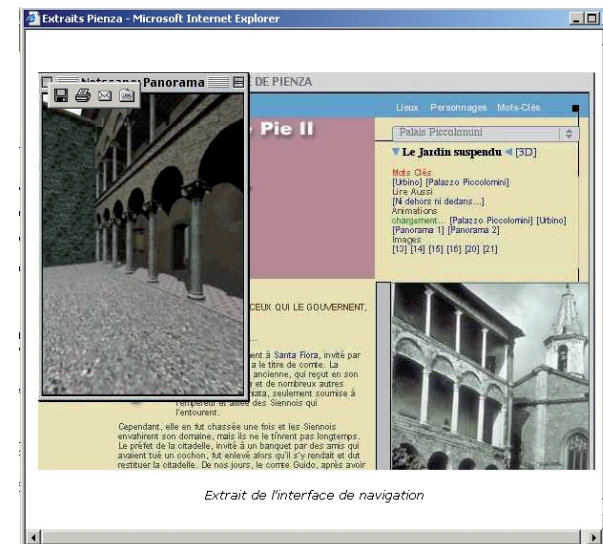 Extraits Pienza - Microsoft Internet Explorer
Netscape: Panorama
E DE PIENZA
Lieux Personnages Mots-Clés
Pie II
Palais Piccolomini
Le Jardin suspendu [3D]
Mots Clés
[Urbino] [Palazzo Piccolomini]
Lire Aussi
[Ni dehors ni dedans...]
Animations
chargement... [Palazzo Piccolomini] [Urbino]
[Panorama 1] [Panorama 2]
Images
[13] [14] [15] [16] [20] [21]
CEUX QUI LE GOUVERNENT,
...
ent à Santa Fiora, invité par
a le titre de comte. La
ancienne, qui reçut en son
n et de nombreux autres
miata, seulement soumise à
l'empereur et alliée des Siennois qui
l'entourent.
Cependant, elle en fut chassée une fois et les Siennois
envahirent son domaine, mais ils ne le tinrent pas longtemps.
Le préfet de la citadelle, invité à un banquet par des amis qui
avaient tué un cochon, fut enlevé alors qu'il s'y rendait et dut
restituer la citadelle. De nos jours, le comte Guido, après avoir
Extrait de l'interface de navigation